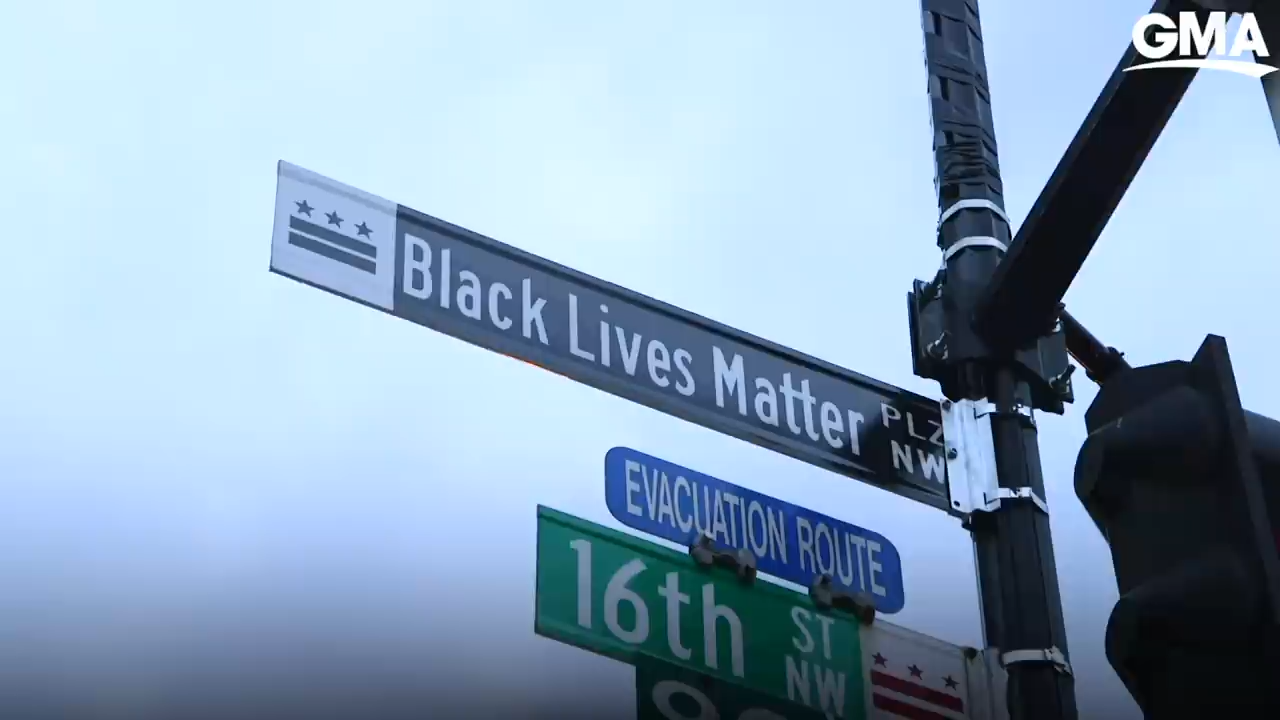 GMA
Black Lives Matter PLZ
NW
EVACUATION ROUTE
16th ST
NW